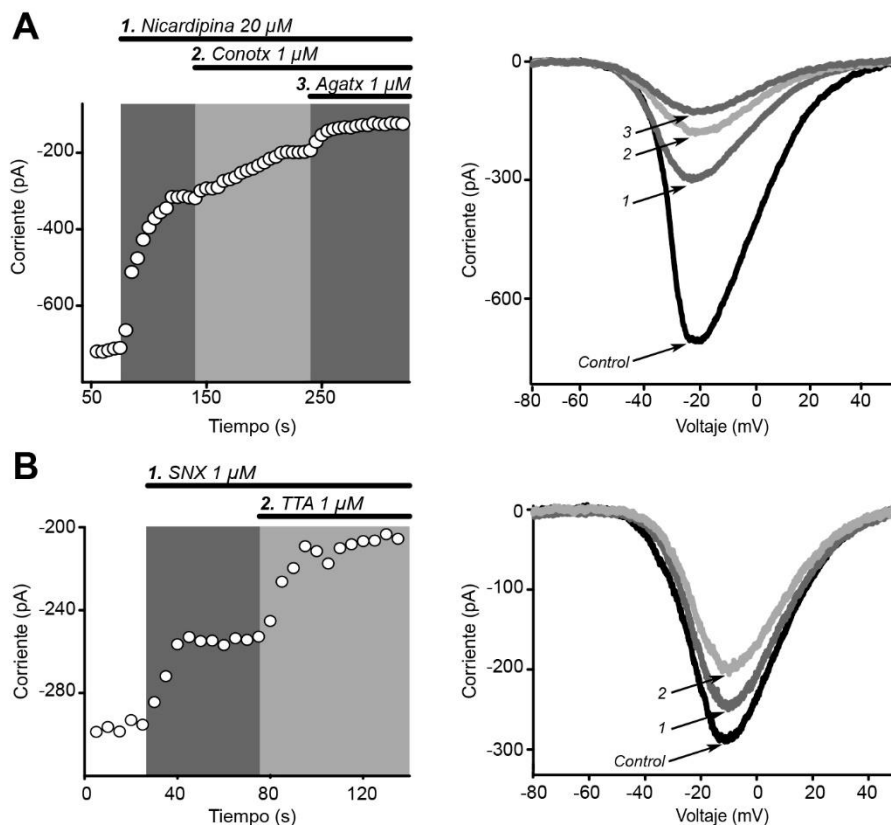 A
1. Nicardipina 20 µM
2. Conotx 1 µM
3. Agatx 1 µM
-200
-400
-600
Corriente (pA)
50
150
250
Tiempo (s)
0
-300
-600
Corriente (pA)
3
2
1
Control
-80
-60
-40
-20
0
20
40
Voltaje (mV)
B
1. SNX 1 µM
2. TTA 1 µM
-200
-240
-280
Corriente (pA)
0
40
80
120
Tiempo (s)
0
-100
-200
-300
Corriente (pA)
2
1
Control
-80
-60
-40
-20
0
20
40
Voltaje (mV)